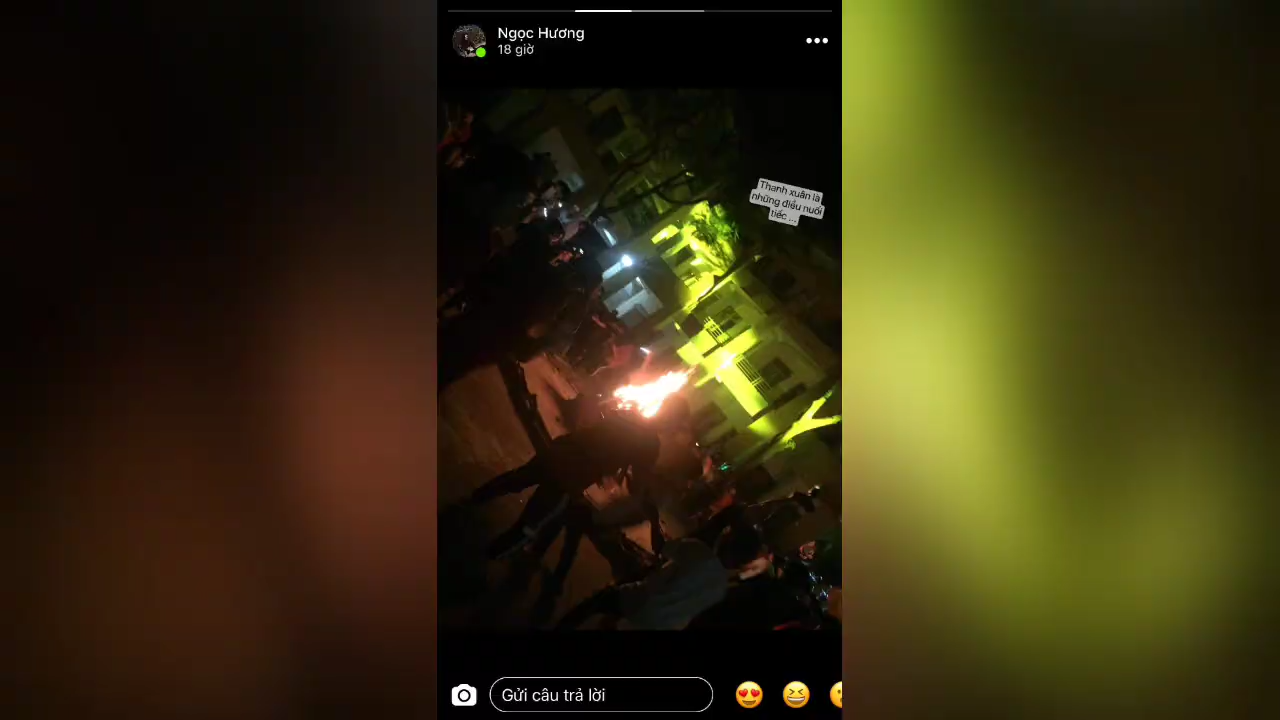 Ngọc Hương
18 giờ
Thanh xuân là
những điều nuối
tiếc ...
Gửi câu trả lời